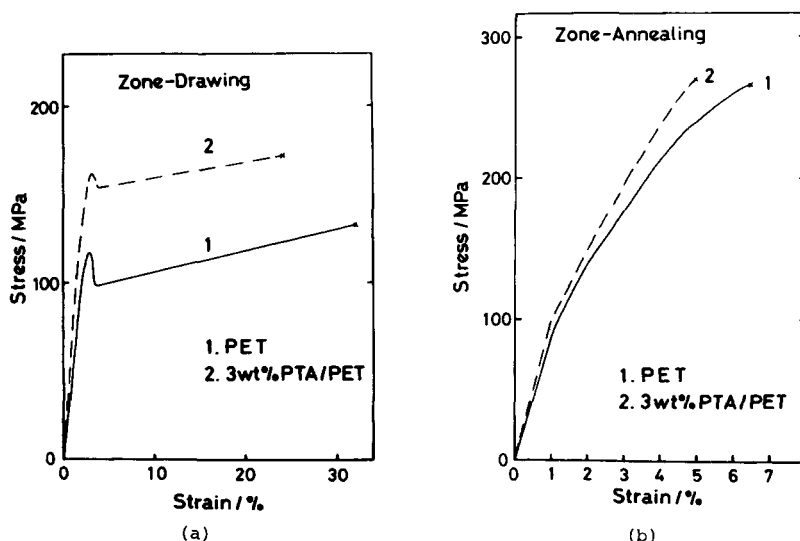 Zone-Drawing
200
100
0
Stress / MPa
2
1
1. PET
2. 3wt%PTA/PET
0 10 20 30
Strain / %
(a)
Zone-Annealing
300
200
100
0
Stress / MPa
2
1
1. PET
2. 3wt%PTA/PET
0 1 2 3 4 5 6 7
Strain / %
(b)